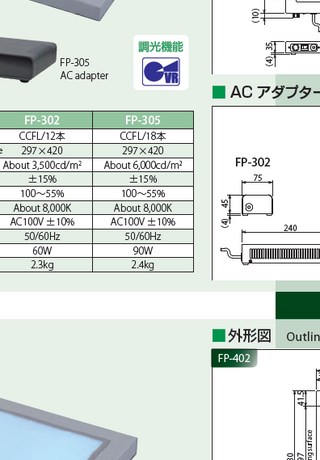 FP-305
AC adapter
調光機能
VR
FP-302 FP-305
CCFL/12本 CCFL/18本
297×420 297×420
About 3,500cd/m² About 6,000cd/m²
±15% ±15%
100〜55% 100〜55%
About 8,000K About 8,000K
AC100V ±10% AC100V ±10%
50/60Hz 50/60Hz
60W 90W
2.3kg 2.4kg
(10)
35
(4)
■ AC アダプター
FP-302
75
45
(4)
240
■外形図 Outlin
FP-402
41.5